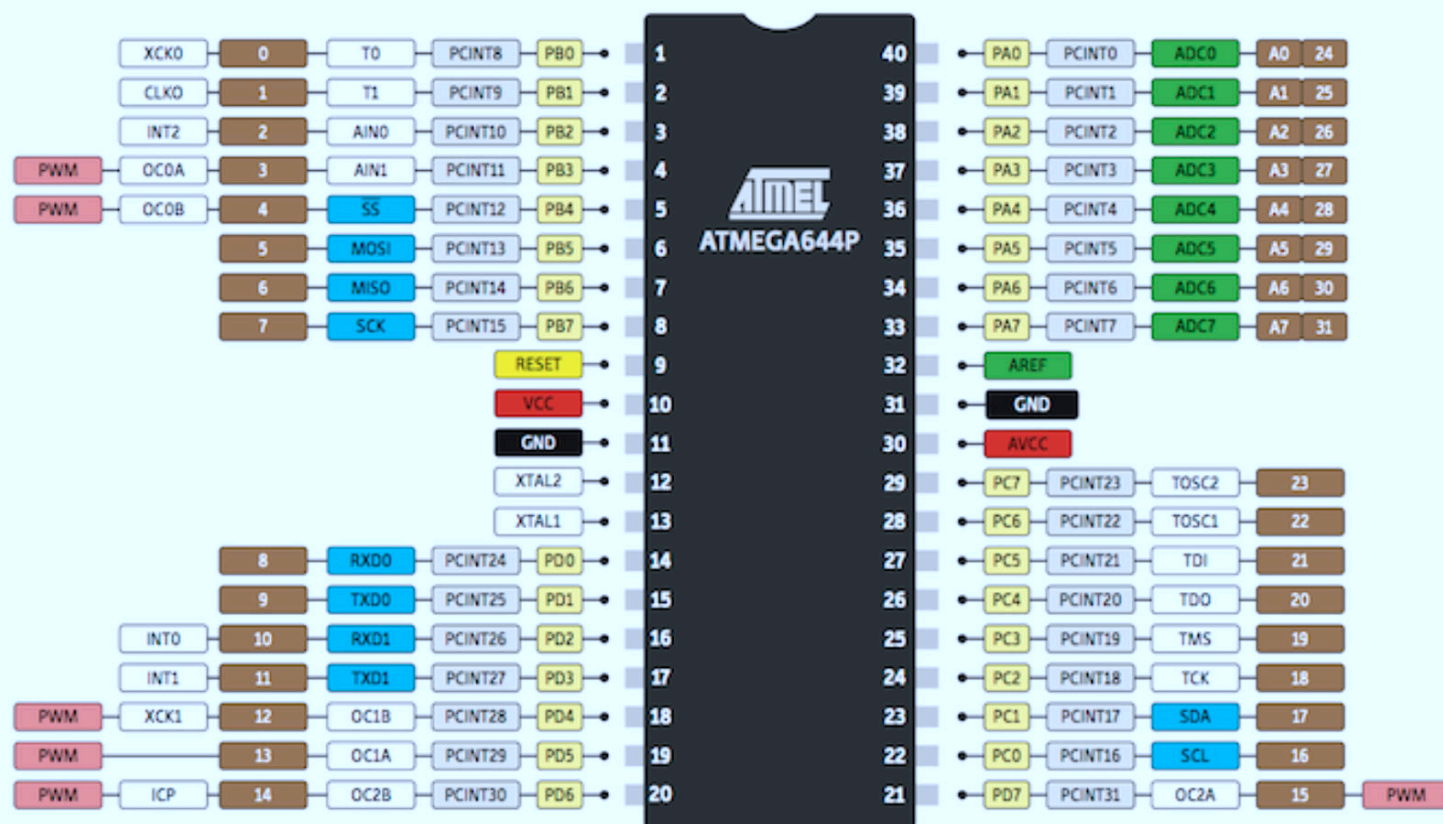 XCK0 0 T0 PCINT8 PB0 1 40 PA0 PCINT0 ADC0 A0 24
CLKO 1 T1 PCINT9 PB1 2 39 PA1 PCINT1 ADC1 A1 25
INT2 2 AIN0 PCINT10 PB2 3 38 PA2 PCINT2 ADC2 A2 26
PWM OC0A 3 AIN1 PCINT11 PB3 4 37 PA3 PCINT3 ADC3 A3 27
ATMEL
PWM OC0B 4 SS PCINT12 PB4 5 36 PA4 PCINT4 ADC4 A4 28
ATMEGA644P
5 MOSI PCINT13 PB5 6 35 PA5 PCINT5 ADC5 A5 29
6 MISO PCINT14 PB6 7 34 PA6 PCINT6 ADC6 A6 30
7 SCK PCINT15 PB7 8 33 PA7 PCINT7 ADC7 A7 31
RESET 9 32 AREF
VCC 10 31 GND
GND 11 30 AVCC
XTAL2 12 29 PC7 PCINT23 TOSC2 23
XTAL1 13 28 PC6 PCINT22 TOSC1 22
8 RXD0 PCINT24 PD0 14 27 PC5 PCINT21 TDI 21
9 TXD0 PCINT25 PD1 15 26 PC4 PCINT20 TDO 20
INT0 10 RXD1 PCINT26 PD2 16 25 PC3 PCINT19 TMS 19
INT1 11 TXD1 PCINT27 PD3 17 24 PC2 PCINT18 TCK 18
PWM XCK1 12 OC1B PCINT28 PD4 18 23 PC1 PCINT17 SDA 17
PWM 13 OC1A PCINT29 PD5 19 22 PC0 PCINT16 SCL 16
PWM ICP 14 OC2B PCINT30 PD6 20 21 PD7 PCINT31 OC2A 15 PWM